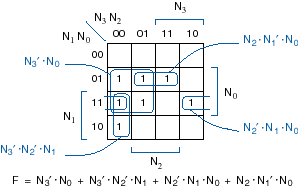 N3 N2
N3
N1 N0
00 01 11 10
N2·N1′·N0
00
N3′·N0
01 1 1 1
N0
11 1 1 1
N1
10 1
N3′·N2′·N1
N2′·N1·N0
N2
F = N3′·N0 + N3′·N2′·N1 + N2′·N1·N0 + N2·N1′·N0